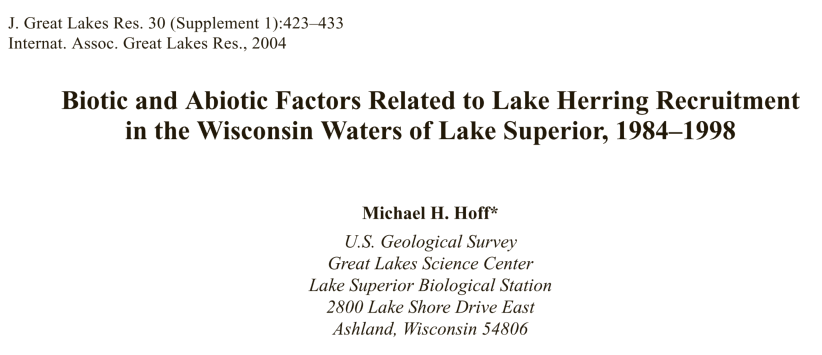 J. Great Lakes Res. 30 (Supplement 1):423–433
Internat. Assoc. Great Lakes Res., 2004
Biotic and Abiotic Factors Related to Lake Herring Recruitment
in the Wisconsin Waters of Lake Superior, 1984–1998
Michael H. Hoff*
U.S. Geological Survey
Great Lakes Science Center
Lake Superior Biological Station
2800 Lake Shore Drive East
Ashland, Wisconsin 54806